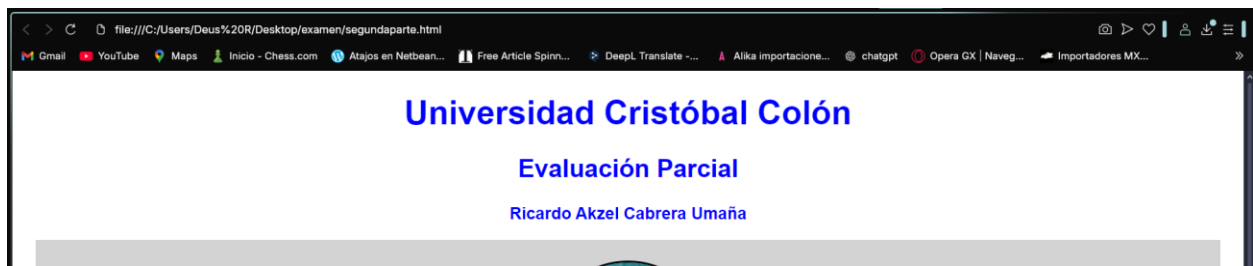 file:///C:/Users/Deus%20R/Desktop/examen/segundaparte.html
Gmail YouTube Maps Inicio - Chess.com Atajos en Netbean... Free Article Spinn... DeepL Translate -... Alika importacione... chatgpt Opera GX | Naveg... Importadores MX...
Universidad Cristóbal Colón
Evaluación Parcial
Ricardo Akzel Cabrera Umaña